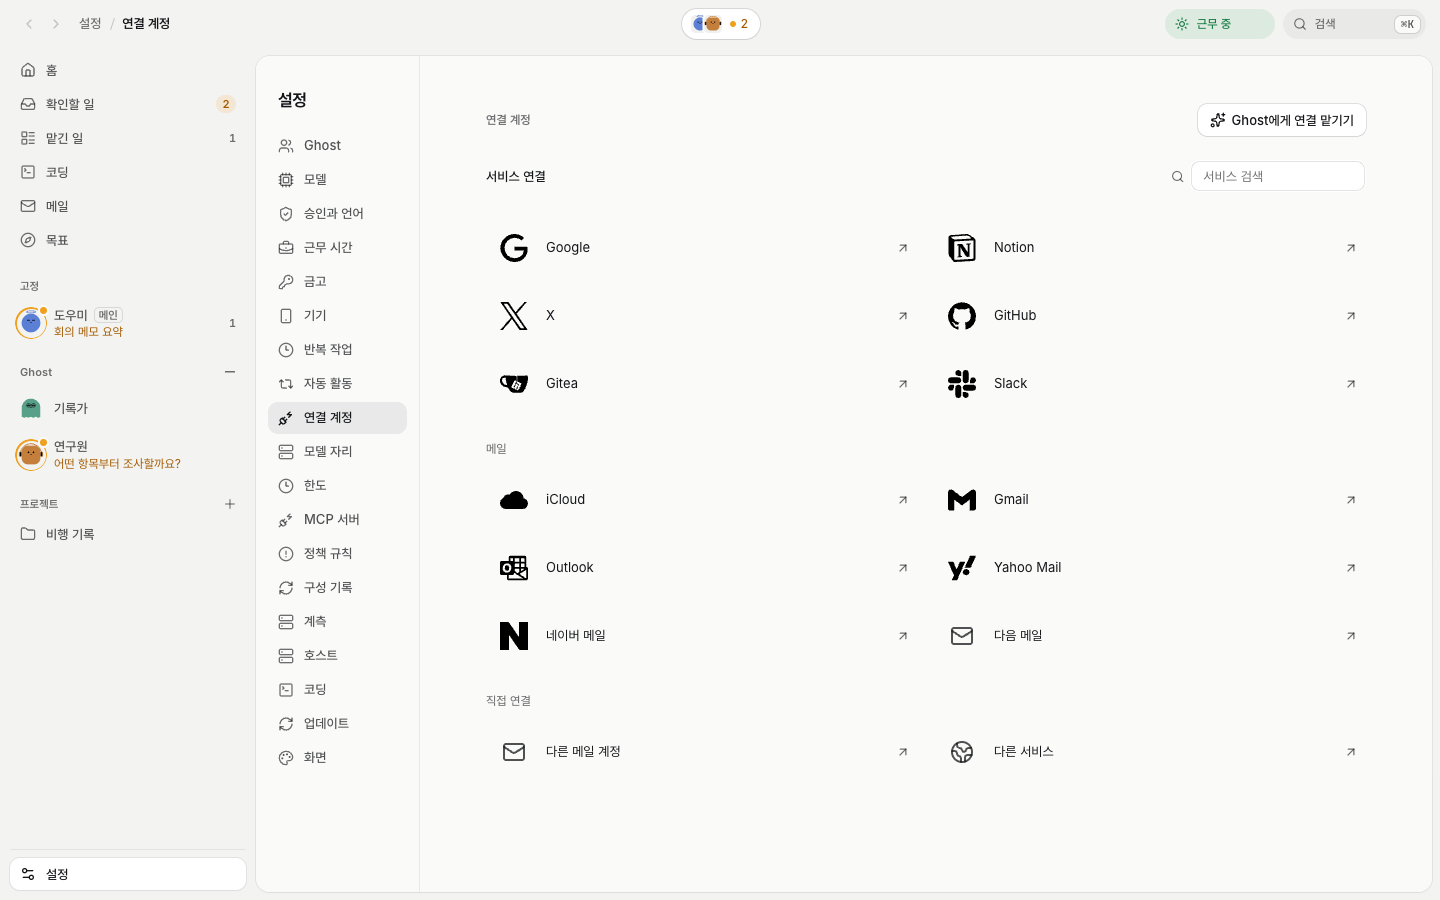 설정 / 연결 계정
2
근무 중
검색
⌘K
홈
확인할 일
2
맡긴 일
1
코딩
메일
목표
고정
도우미 메인
회의 메모 요약
1
Ghost
기록가
연구원
어떤 항목부터 조사할까요?
프로젝트
비행 기록
설정
설정
Ghost
모델
승인과 언어
근무 시간
금고
기기
반복 작업
자동 활동
연결 계정
모델 자리
한도
MCP 서버
정책 규칙
구성 기록
계측
호스트
코딩
업데이트
화면
연결 계정
Ghost에게 연결 맡기기
서비스 연결
서비스 검색
Google
Notion
X
GitHub
Gitea
Slack
메일
iCloud
Gmail
Outlook
Yahoo Mail
네이버 메일
다음 메일
직접 연결
다른 메일 계정
다른 서비스